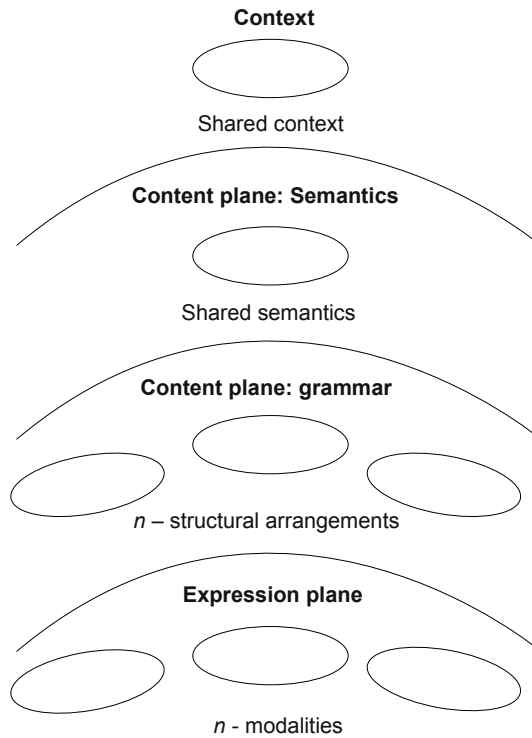 Context
Shared context
Content plane: Semantics
Shared semantics
Content plane: grammar
n – structural arrangements
Expression plane
n - modalities